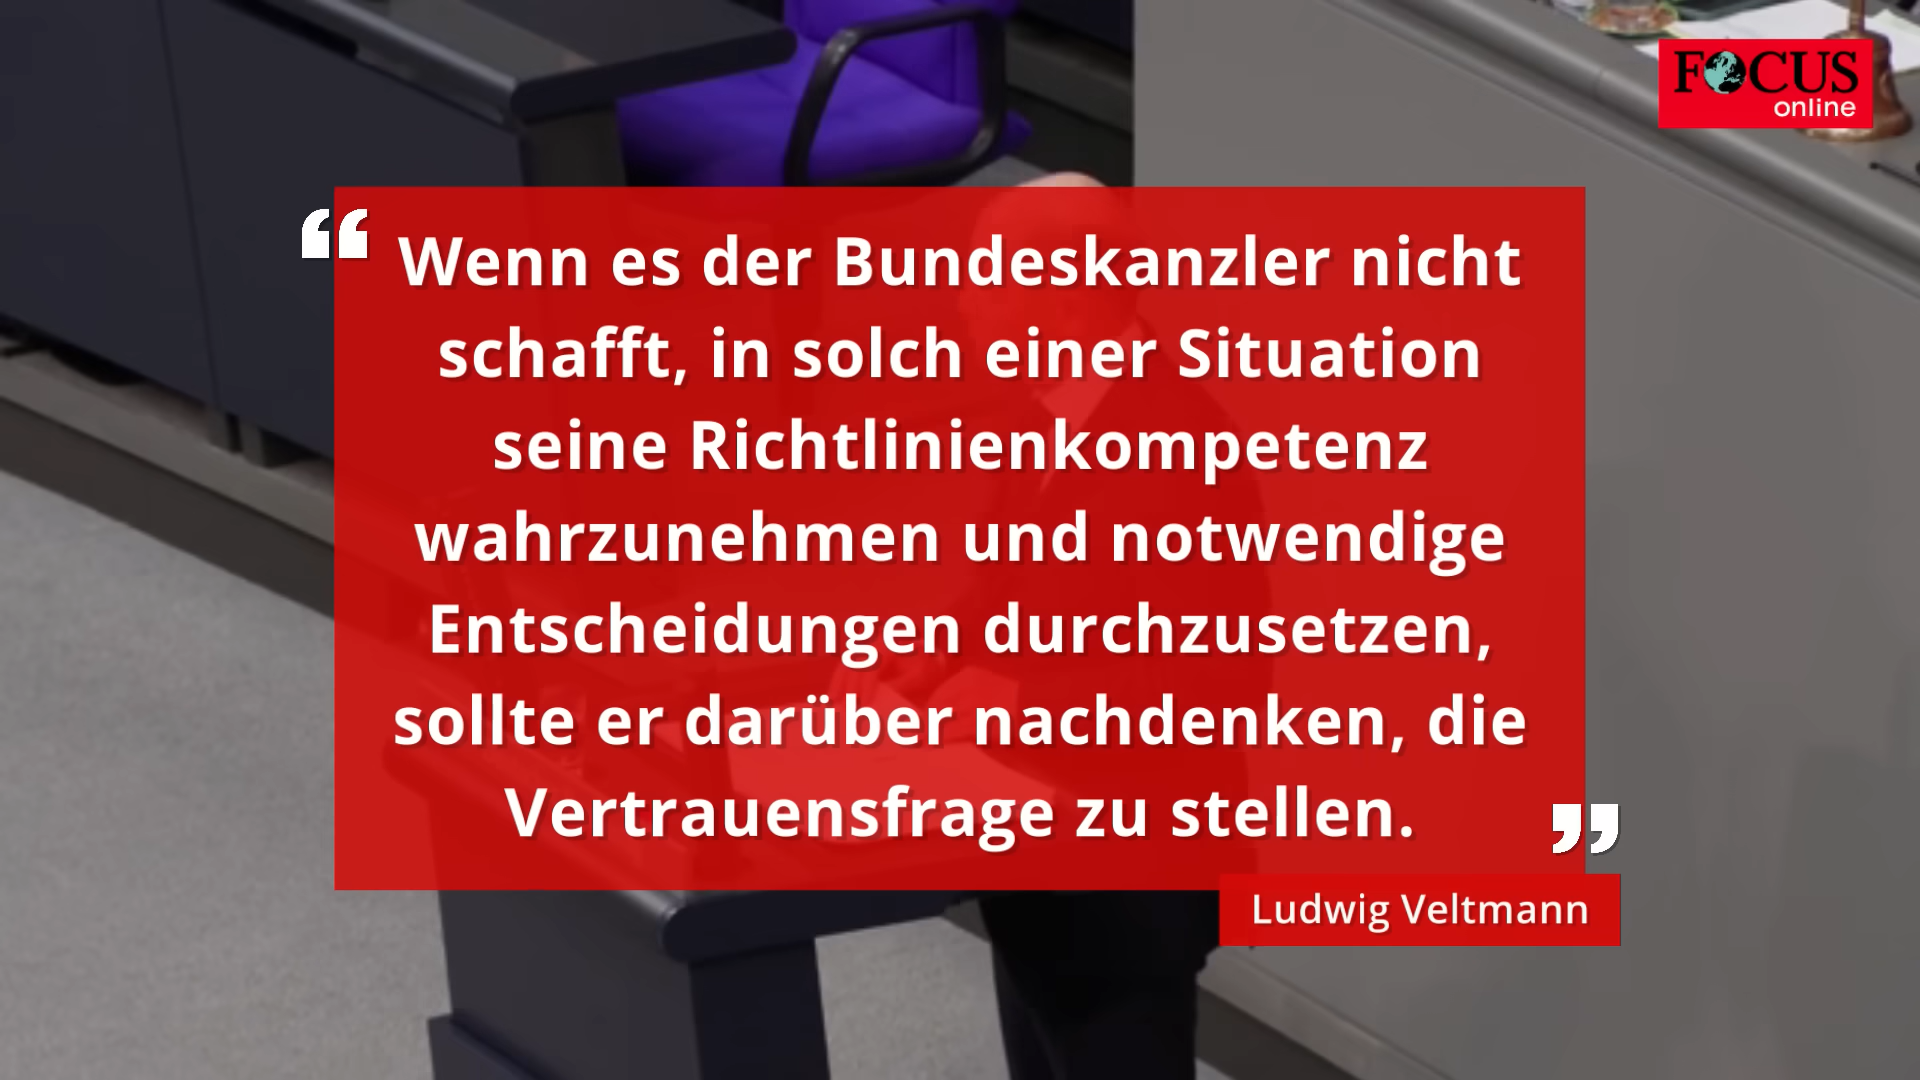 FOCUS
online
“ Wenn es der Bundeskanzler nicht
schafft, in solch einer Situation
seine Richtlinienkompetenz
wahrzunehmen und notwendige
Entscheidungen durchzusetzen,
sollte er darüber nachdenken, die
Vertrauensfrage zu stellen. ”
Ludwig Veltmann